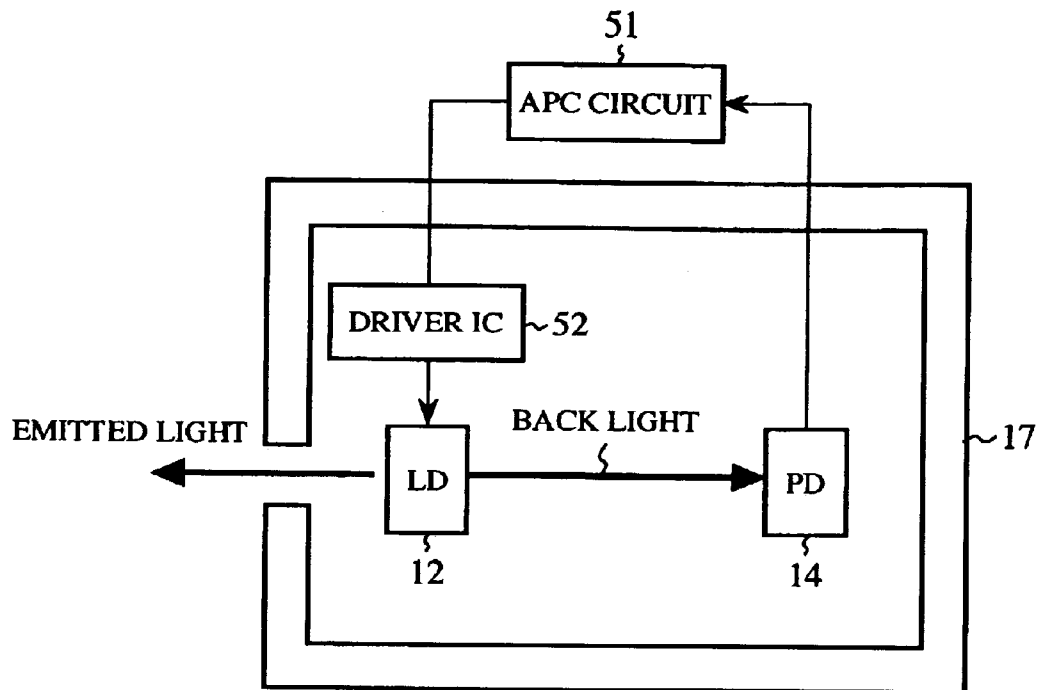 51
APC CIRCUIT
DRIVER IC
52
EMITTED LIGHT
BACK LIGHT
17
LD
PD
12
14